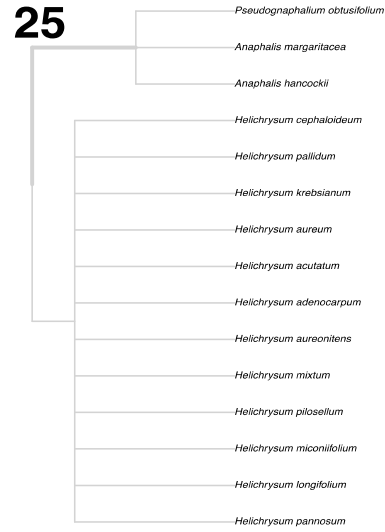 25
Pseudognaphalium obtusifolium
Anaphalis margaritacea
Anaphalis hancockii
Helichrysum cephaloideum
Helichrysum pallidum
Helichrysum krebsianum
Helichrysum aureum
Helichrysum acutatum
Helichrysum adenocarpum
Helichrysum aureonitens
Helichrysum mixtum
Helichrysum pilosellum
Helichrysum miconiifolium
Helichrysum longifolium
Helichrysum pannosum